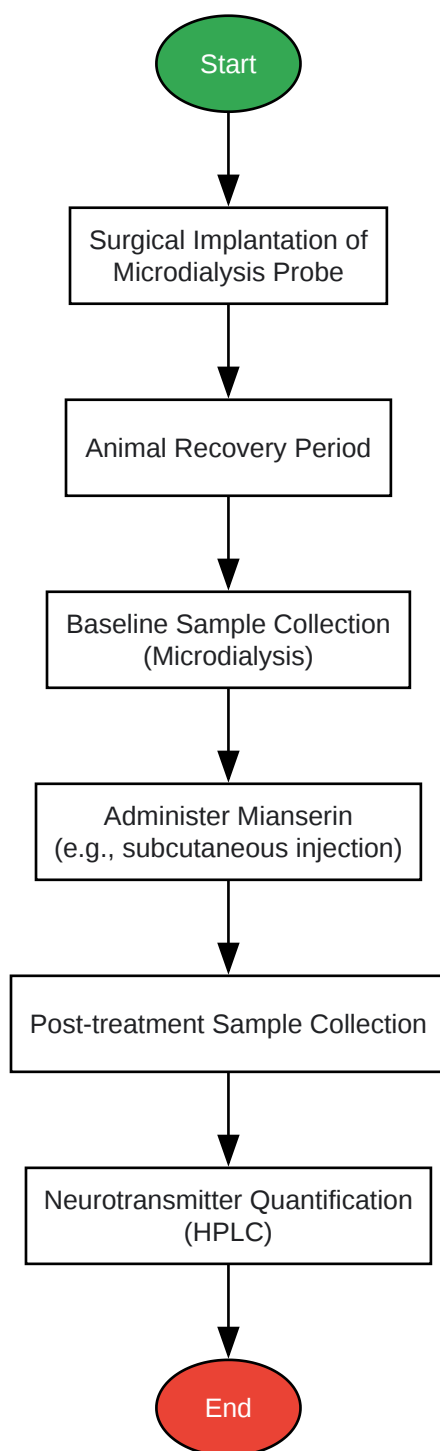 Start
Surgical Implantation of
Microdialysis Probe
Animal Recovery Period
Baseline Sample Collection
(Microdialysis)
Administer Mianserin
(e.g., subcutaneous injection)
Post-treatment Sample Collection
Neurotransmitter Quantification
(HPLC)
End